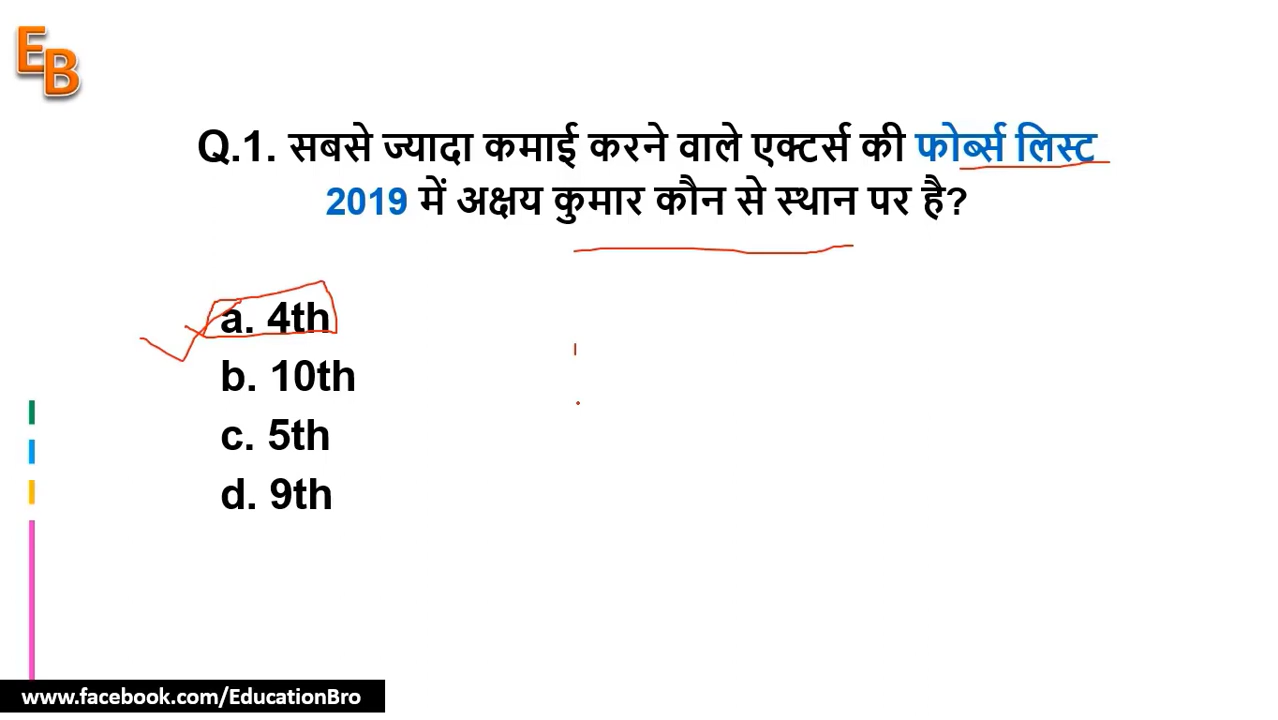 EB
Q.1. सबसे ज्यादा कमाई करने वाले एक्टर्स की फोर्ब्स लिस्ट
2019 में अक्षय कुमार कौन से स्थान पर है?
a. 4th
b. 10th
c. 5th
d. 9th
www.facebook.com/EducationBro